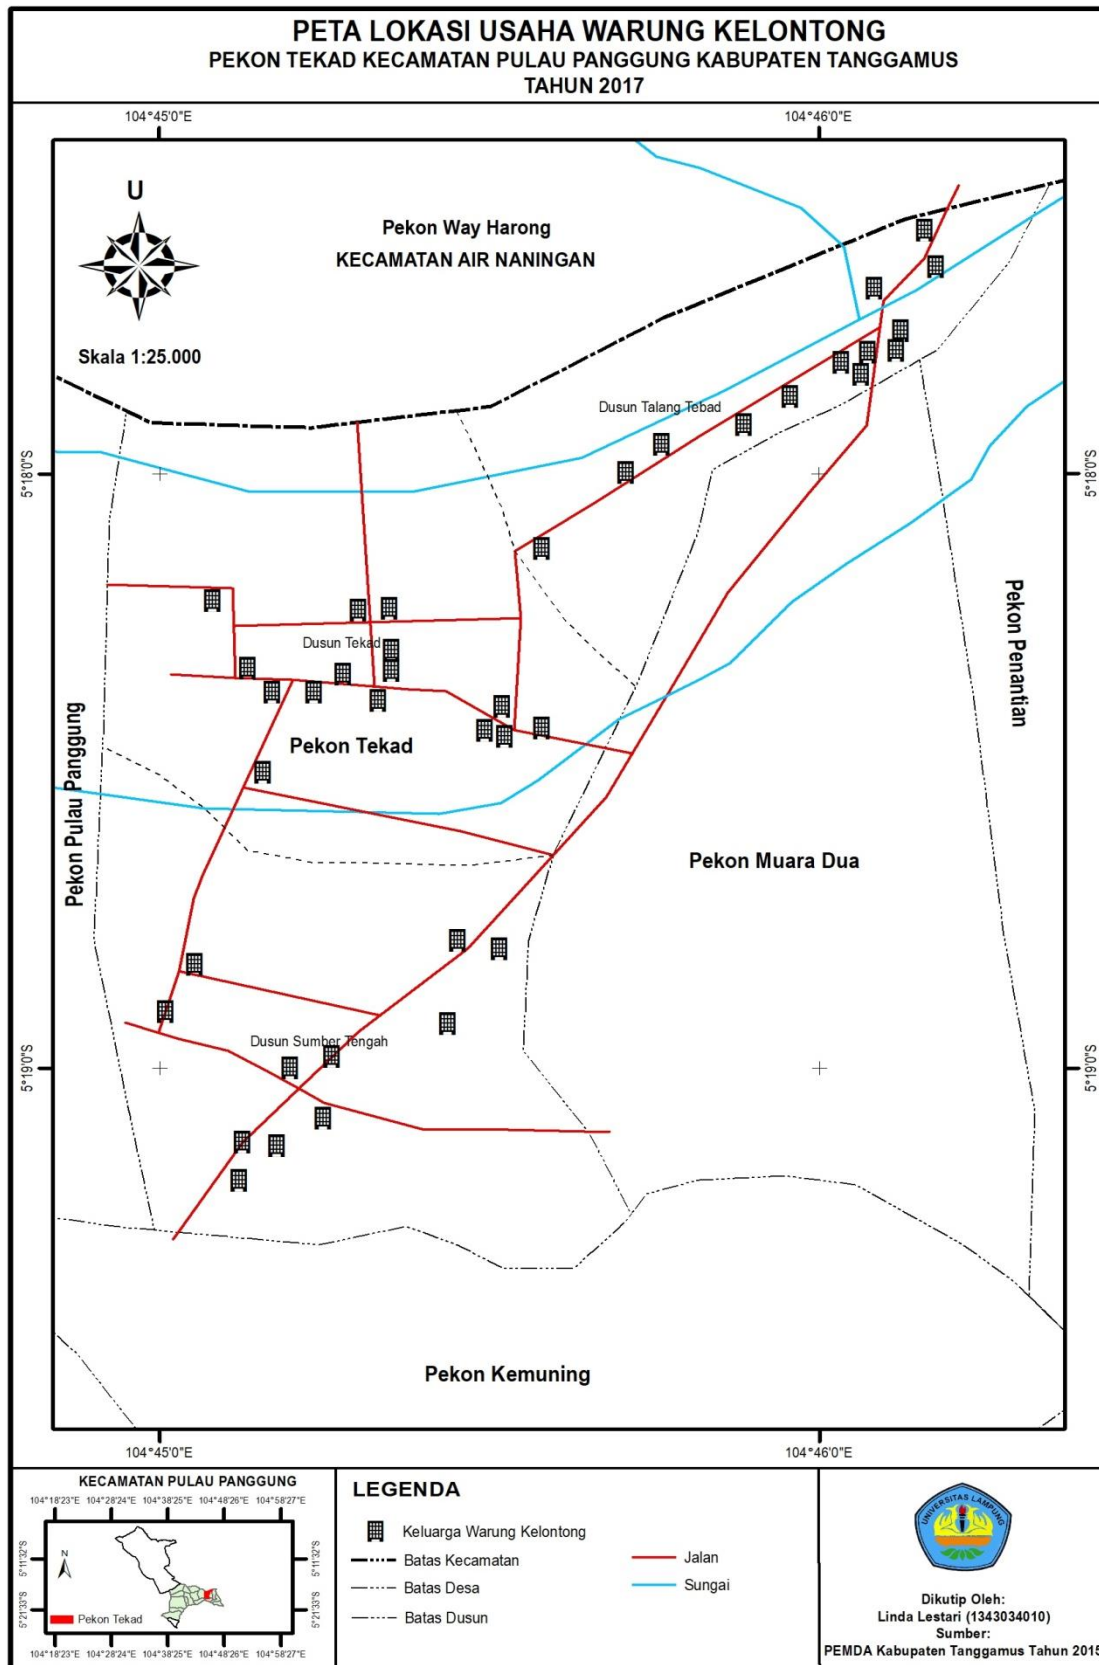 PETA LOKASI USAHA WARUNG KELONTONG
PEKON TEKAD KECAMATAN PULAU PANGGUNG KABUPATEN TANGGAMUS
TAHUN 2017
104°45'0"E
104°46'0"E
U
Pekon Way Harong
KECAMATAN AIR NANINGAN
Skala 1:25.000
Dusun Talang Tebad
5°18'0"S
5°18'0"S
Pekon Penantian
Dusun Tekad
Pekon Tekad
Pekon Pulau Panggung
Pekon Muara Dua
Dusun Sumber Tengah
5°19'0"S
5°19'0"S
Pekon Kemuning
104°45'0"E
104°46'0"E
KECAMATAN PULAU PANGGUNG
104°18'23"E 104°28'24"E 104°38'25"E 104°48'26"E 104°58'27"E
5°11'32"S
5°11'32"S
N
5°21'33"S
5°21'33"S
Pekon Tekad
104°18'23"E 104°28'24"E 104°38'25"E 104°48'26"E 104°58'27"E
LEGENDA
Keluarga Warung Kelontong
Batas Kecamatan
Batas Desa
Batas Dusun
Jalan
Sungai
UNIVERSITAS LAMPUNG
Dikutip Oleh:
Linda Lestari (1343034010)
Sumber:
PEMDA Kabupaten Tanggamus Tahun 2015